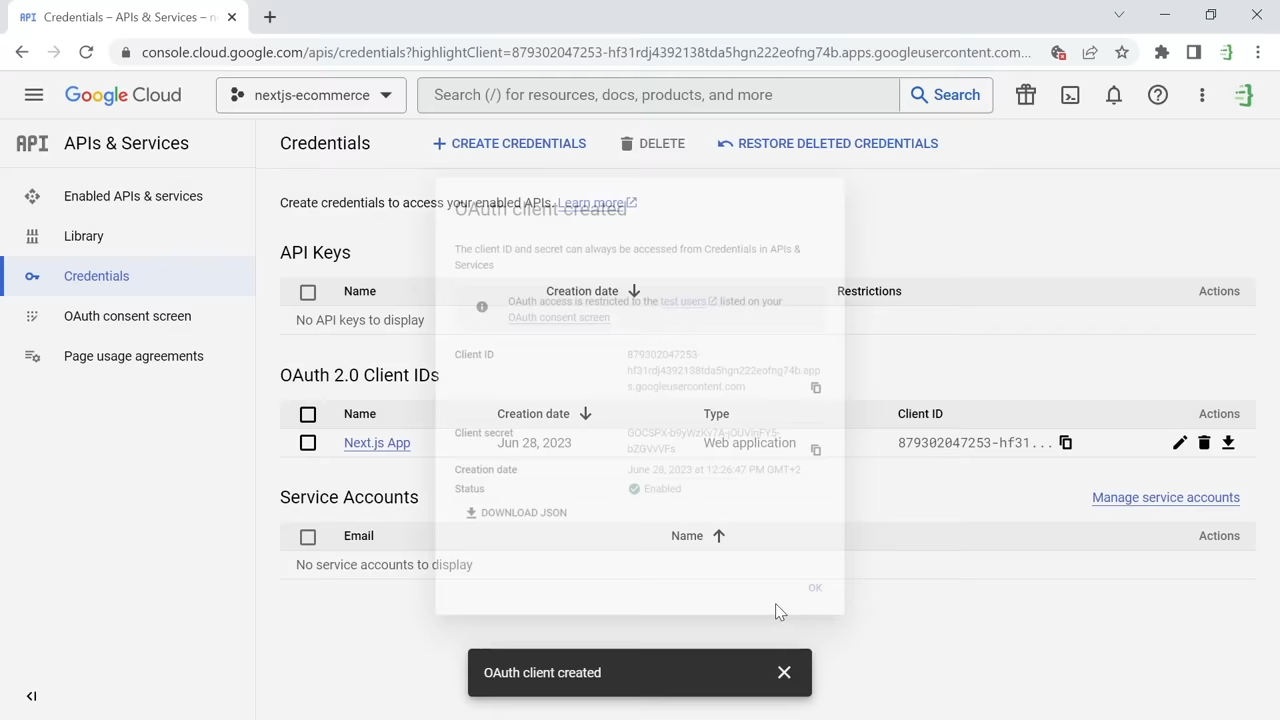 API Credentials – APIs & Services – n
console.cloud.google.com/apis/credentials?highlightClient=879302047253-hf31rdj4392138tda5hgn222eofng74b.apps.googleusercontent.com...
Google Cloud
nextjs-ecommerce
Search (/) for resources, docs, products, and more
Search
API APIs & Services
Credentials
CREATE CREDENTIALS
DELETE
RESTORE DELETED CREDENTIALS
Enabled APIs & services
Library
Credentials
OAuth consent screen
Page usage agreements
Create credentials to access your enabled APIs. Learn more
API Keys
Name Creation date Restrictions Actions
No API keys to display
OAuth 2.0 Client IDs
Name Creation date Type Client ID Actions
Next.js App Jun 28, 2023 Web application 879302047253-hf31...
Service Accounts
Manage service accounts
Email Name Actions
No service accounts to display
OAuth client created
The client ID and secret can always be accessed from Credentials in APIs &
Services
OAuth access is restricted to the test users listed on your
OAuth consent screen
Client ID
879302047253-
hf31rdj4392138tda5hgn222eofng74b.app
s.googleusercontent.com
Client secret
Creation date June 28, 2023 at 12:26:47 PM GMT+2
Status Enabled
DOWNLOAD JSON
OK
OAuth client created